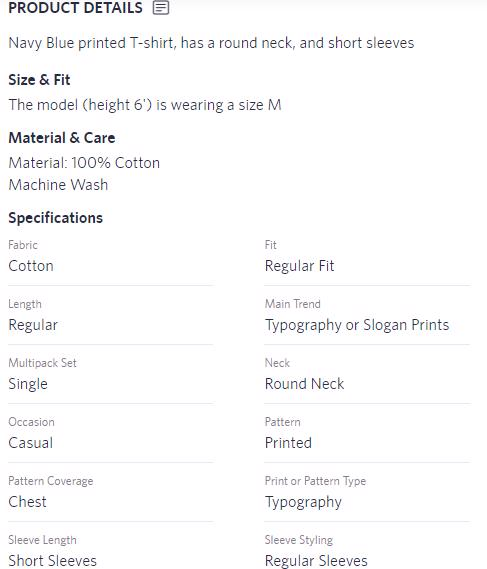 PRODUCT DETAILS
Navy Blue printed T-shirt, has a round neck, and short sleeves
Size & Fit
The model (height 6') is wearing a size M
Material & Care
Material: 100% Cotton
Machine Wash
Specifications
Fabric
Cotton
Fit
Regular Fit
Length
Regular
Main Trend
Typography or Slogan Prints
Multipack Set
Single
Neck
Round Neck
Occasion
Casual
Pattern
Printed
Pattern Coverage
Chest
Print or Pattern Type
Typography
Sleeve Length
Short Sleeves
Sleeve Styling
Regular Sleeves